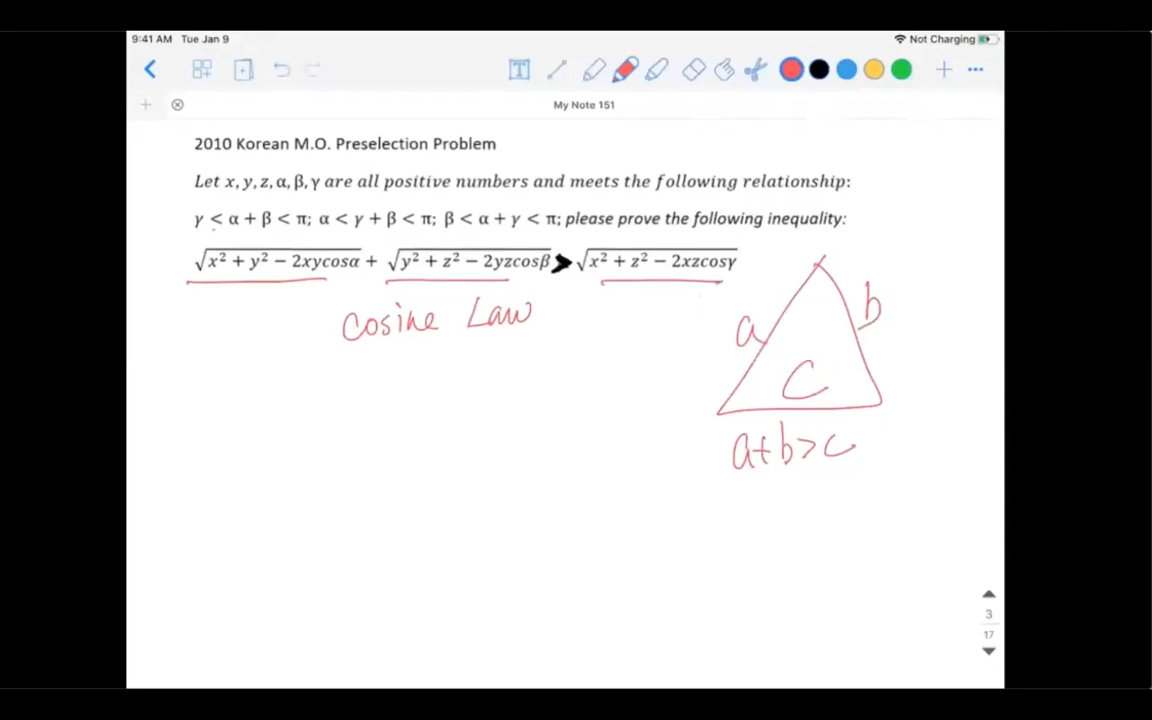 9:41 AM Tue Jan 9
Not Charging
My Note 151
2010 Korean M.O. Preselection Problem
Let x, y, z, α, β, γ are all positive numbers and meets the following relationship:
γ < α + β < π; α < γ + β < π; β < α + γ < π; please prove the following inequality:
√x² + y² − 2xycosα + √y² + z² − 2yzcosβ > √x² + z² − 2xzcosγ
cosine Law
a
b
C
a+b>c
3
17